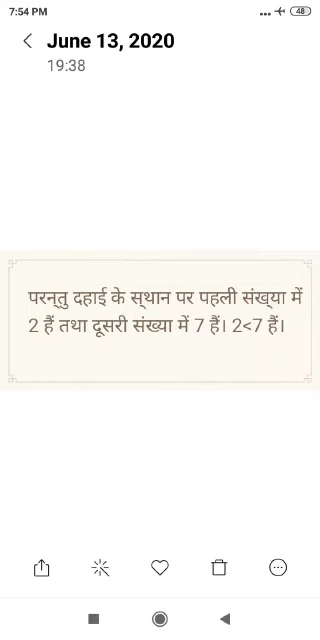 7:54 PM
48
June 13, 2020
19:38
परन्तु दहाई के स्थान पर पहली संख्या में
2 हैं तथा दूसरी संख्या में 7 हैं। 2<7 हैं।